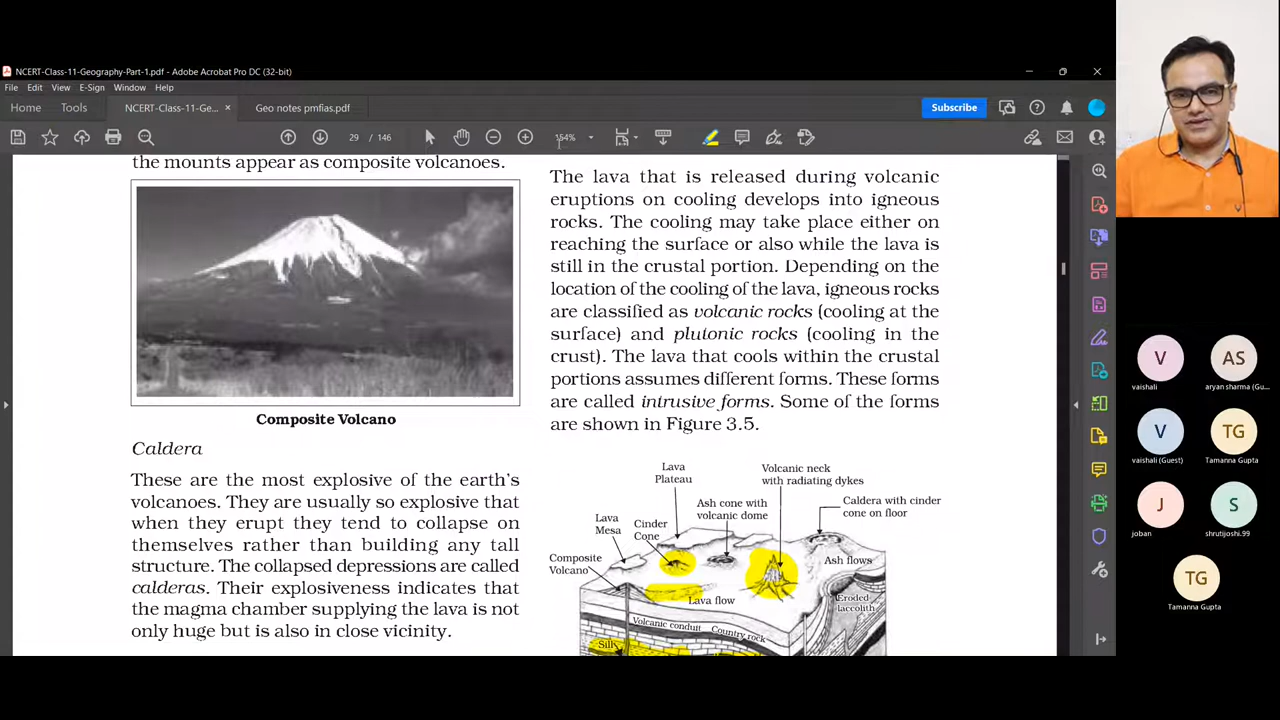 NCERT-Class-11-Geography-Part-1.pdf - Adobe Acrobat Pro DC (32-bit)
File Edit View E-Sign Window Help
Home Tools NCERT-Class-11-Ge... × Geo notes pmfias.pdf Subscribe
29 / 146 154%
the mounts appear as composite volcanoes.
Composite Volcano
Caldera
These are the most explosive of the earth's
volcanoes. They are usually so explosive that
when they erupt they tend to collapse on
themselves rather than building any tall
structure. The collapsed depressions are called
calderas. Their explosiveness indicates that
the magma chamber supplying the lava is not
only huge but is also in close vicinity.
The lava that is released during volcanic
eruptions on cooling develops into igneous
rocks. The cooling may take place either on
reaching the surface or also while the lava is
still in the crustal portion. Depending on the
location of the cooling of the lava, igneous rocks
are classified as volcanic rocks (cooling at the
surface) and plutonic rocks (cooling in the
crust). The lava that cools within the crustal
portions assumes different forms. These forms
are called intrusive forms. Some of the forms
are shown in Figure 3.5.
Lava
Plateau
Volcanic neck
with radiating dykes
Ash cone with
volcanic dome
Caldera with cinder
cone on floor
Lava
Mesa
Cinder
Cone
Composite
Volcano
Ash flows
Lava flow
Eroded
laccolith
Volcanic conduit
Country rock
Sill
V
vaishali
AS
aryan sharma (Gu...
V
vaishali (Guest)
TG
Tamanna Gupta
J
joban
S
shrutijoshi.99
TG
Tamanna Gupta